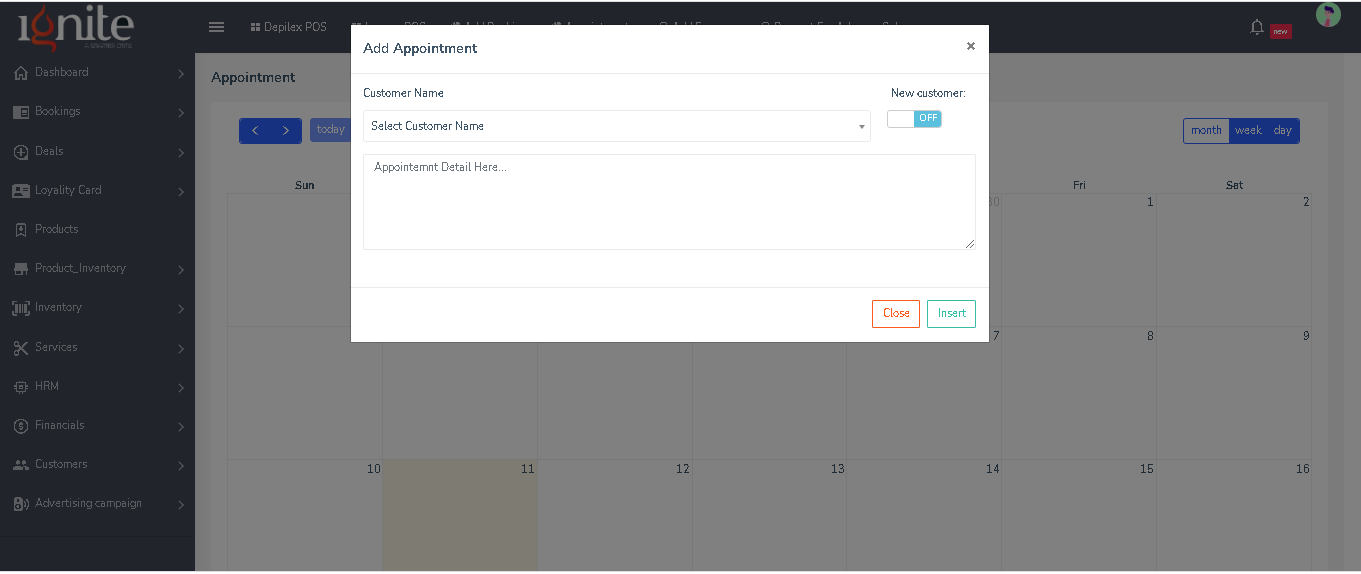 ignite
Depilex POS
new
Dashboard
Bookings
Deals
Loyality Card
Products
Product_Inventory
Inventory
Services
HRM
Financials
Customers
Advertising campaign
Appointment
today
month week day
Add Appointment
×
Customer Name
New customer:
Select Customer Name
OFF
Appointemnt Detail Here...
Close
Insert
Sun
Fri
Sat
30
1
2
7
8
9
10
11
12
13
14
15
16